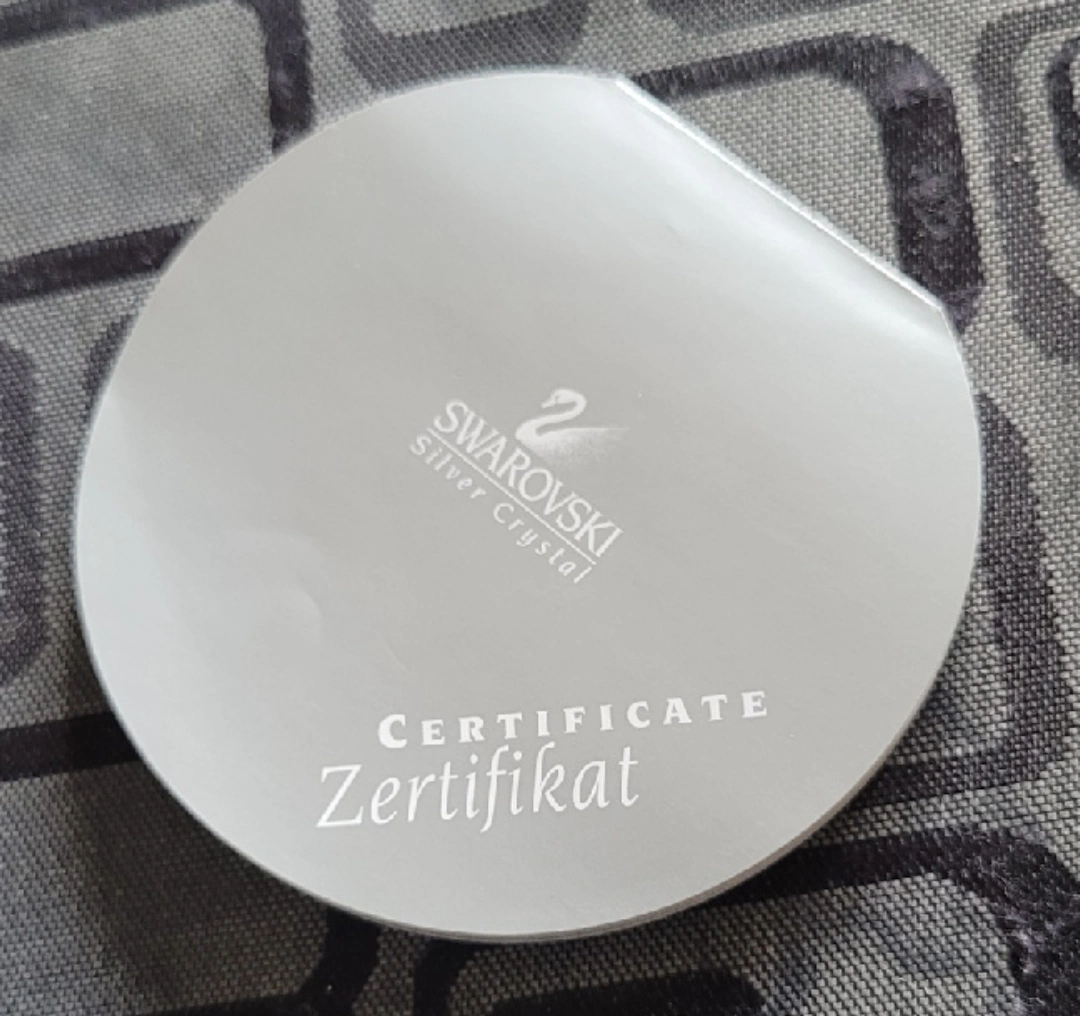 SWAROVSKI
Silver Crystal
CERTIFICATE
Zertifikat